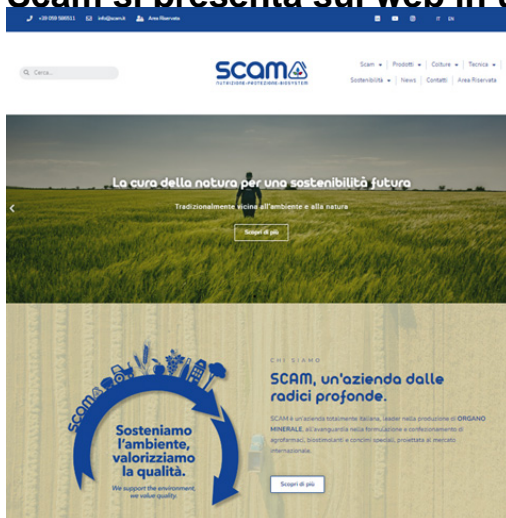 Scam si presenta sul web in
+39 059 586511 info@scam.it Area Riservata IT EN
Cerca...
SCAM
NUTRIZIONE-PROTEZIONE-BIOSYSTEM
Scam Prodotti Colture Tecnica
Sostenibilità News Contatti Area Riservata
La cura della natura per una sostenibilità futura
Tradizionalmente vicina all'ambiente e alla natura
Scopri di più
SCAM
Sosteniamo
l'ambiente,
valorizziamo
la qualità.
We support the environment,
we value quality.
CHI SIAMO
SCAM, un'azienda dalle
radici profonde.
SCAM è un'azienda totalmente italiana, leader nella produzione di ORGANO
MINERALE, all'avanguardia nella formulazione e confezionamento di
agrofarmaci, biostimolanti e concimi speciali, proiettata al mercato
internazionale.
Scopri di più